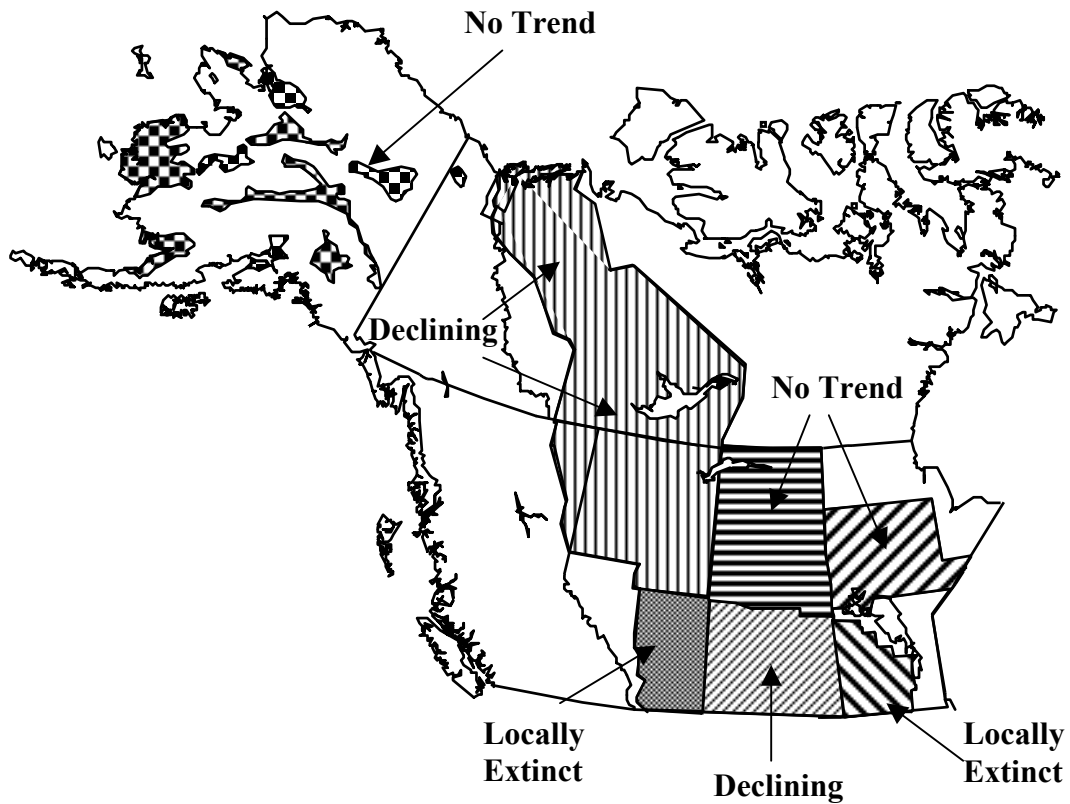 No Trend
Declining
No Trend
Locally
Extinct
Declining
Locally
Extinct